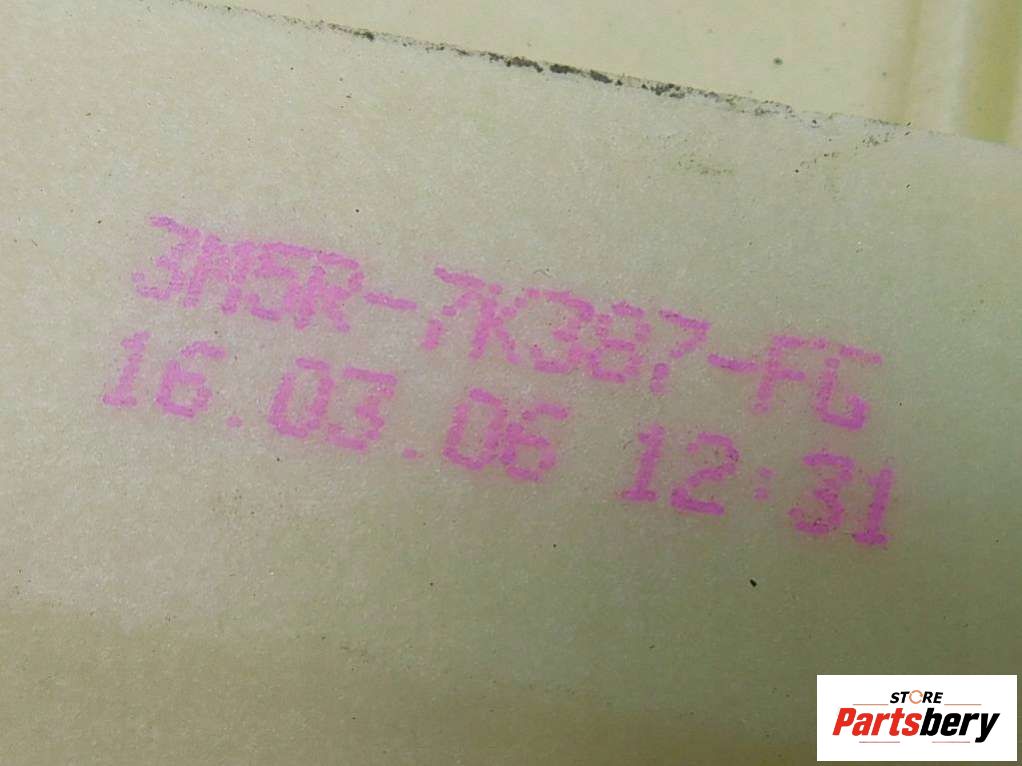 3M5R-7K387-FG
16.03.06 12:31
STORE
Partsbery